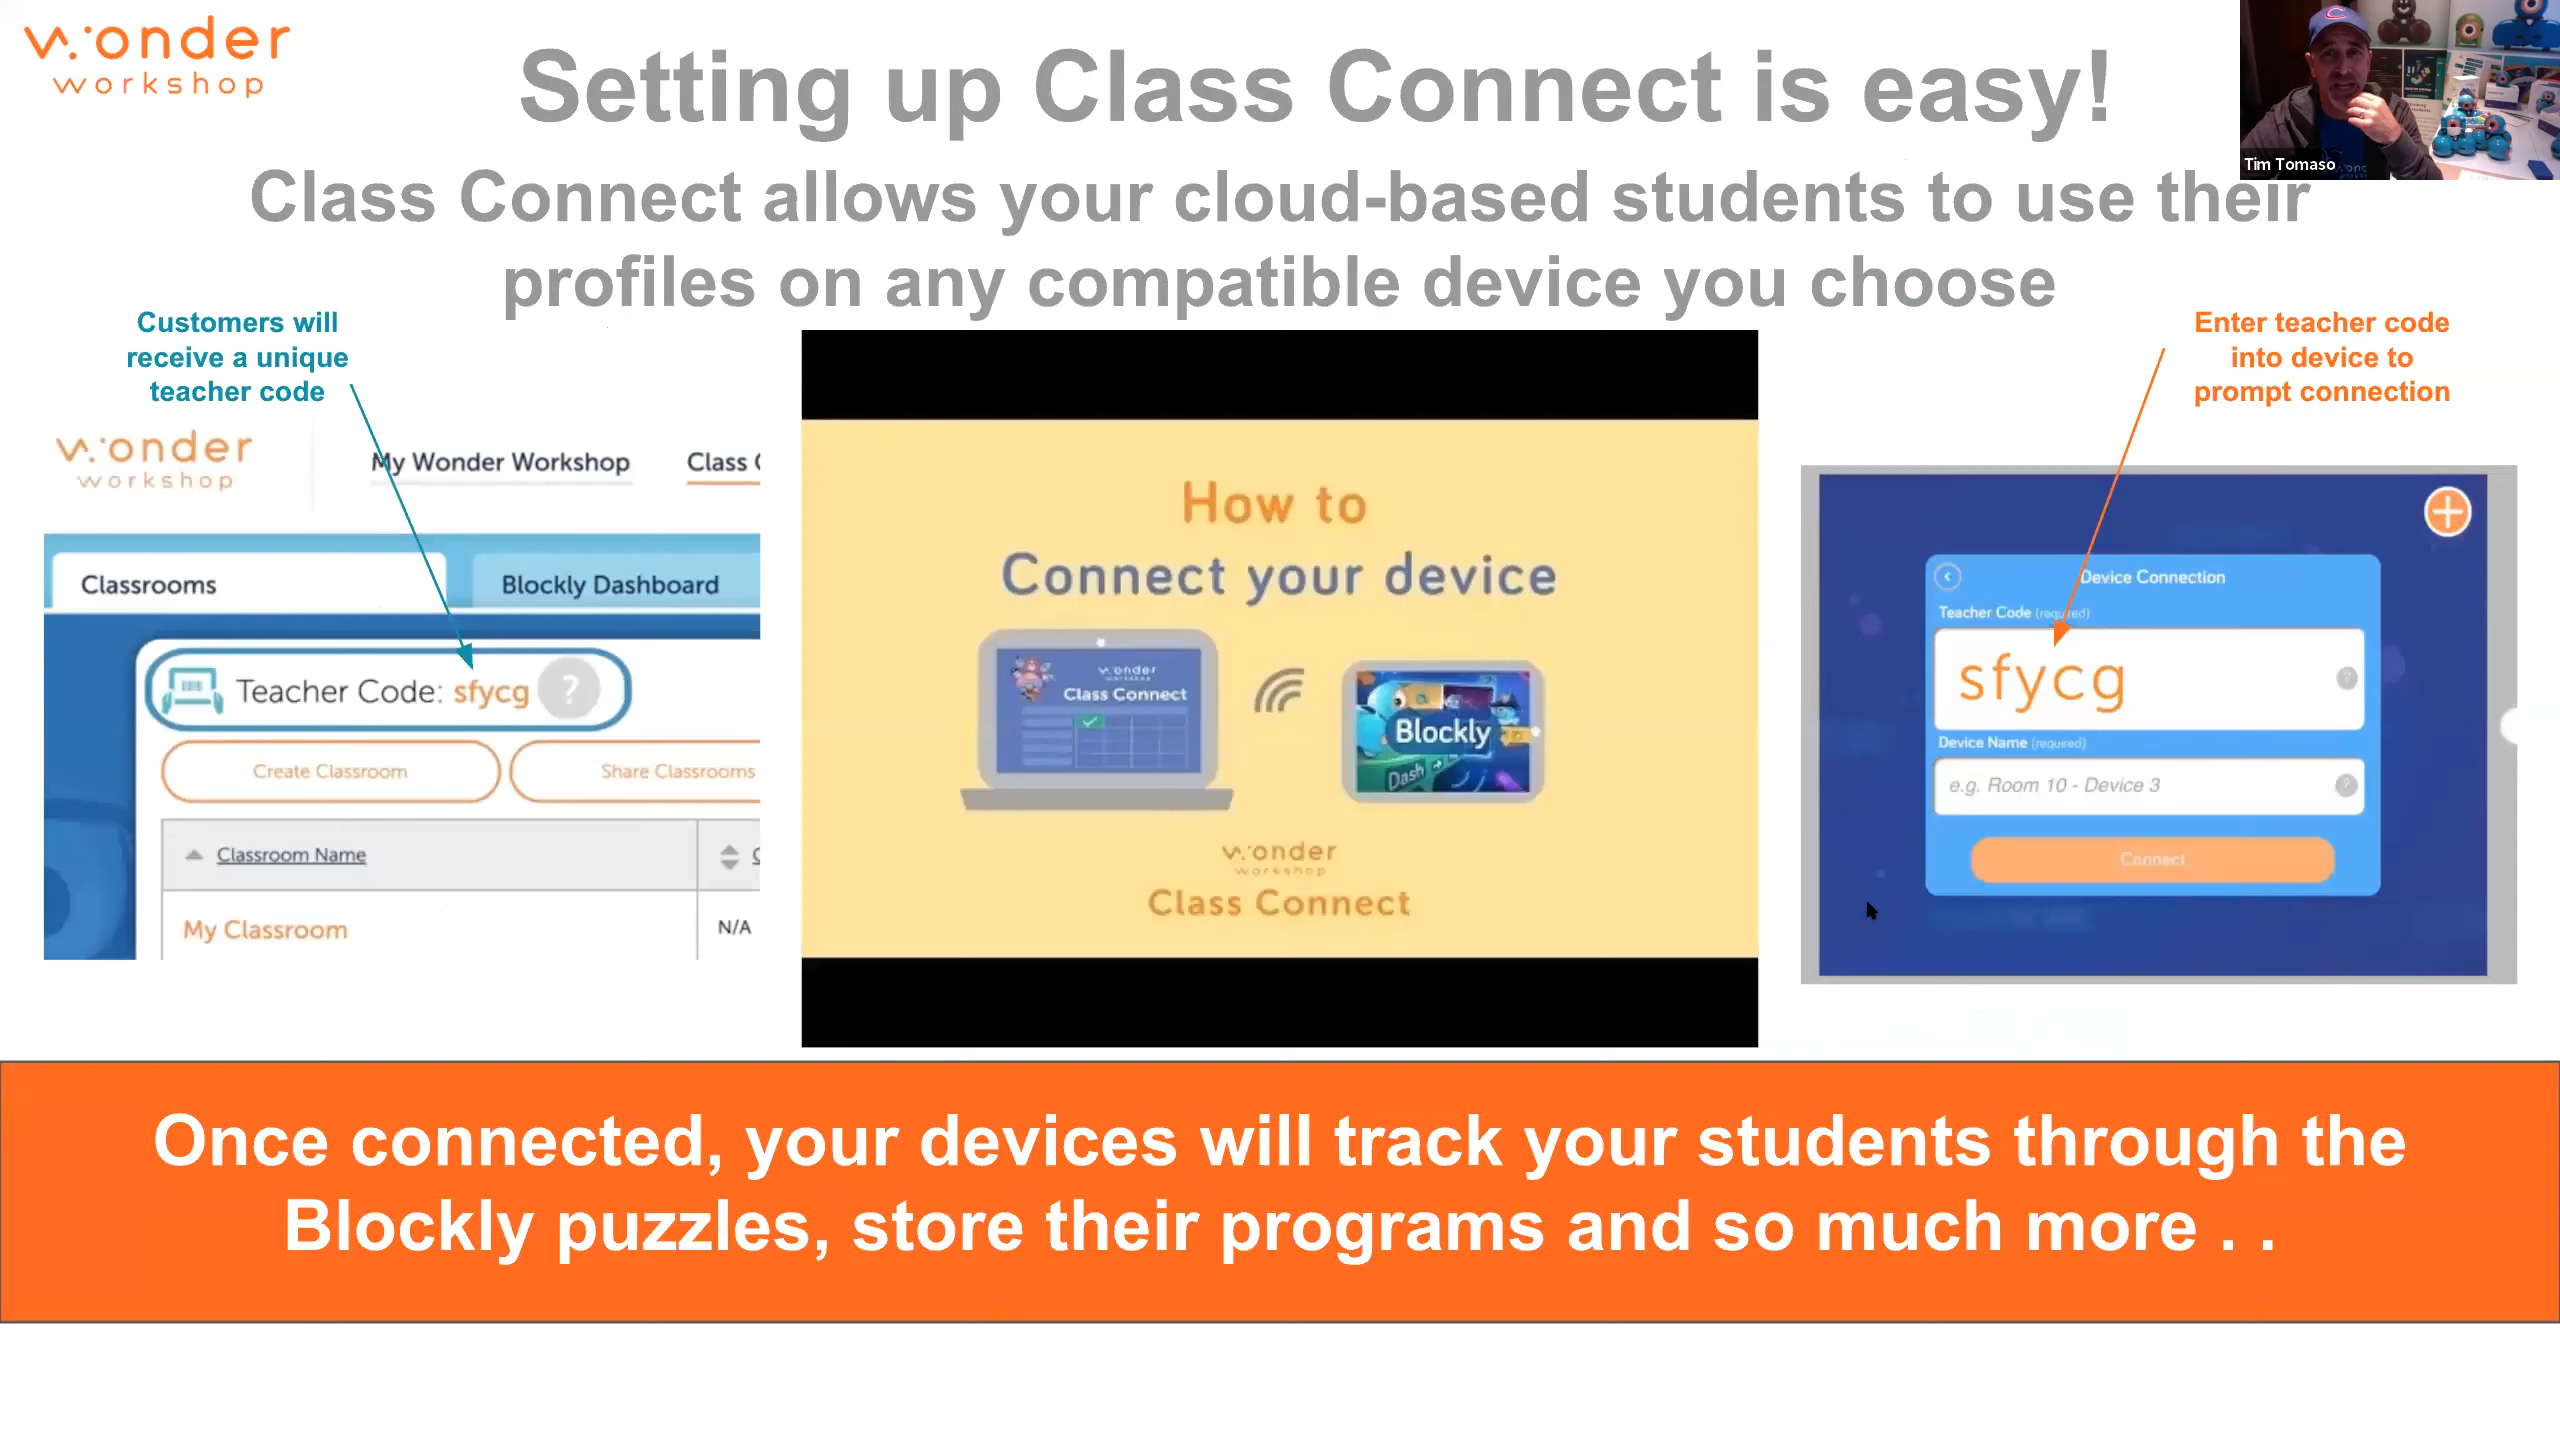 wonder
workshop
Setting up Class Connect is easy!
Tim Tomaso
Class Connect allows your cloud-based students to use their
profiles on any compatible device you choose
Customers will
receive a unique
teacher code
wonder
workshop
My Wonder Workshop
Class C
Classrooms
Blockly Dashboard
Teacher Code: sfycg ?
Create Classroom
Share Classrooms
Classroom Name
My Classroom
N/A
How to
Connect your device
wonder
Class Connect
Blockly
Dash
wonder
workshop
Class Connect
Enter teacher code
into device to
prompt connection
Device Connection
Teacher Code (required)
sfycg
?
Device Name (required)
e.g. Room 10 - Device 3
?
Connect
Once connected, your devices will track your students through the
Blockly puzzles, store their programs and so much more . .